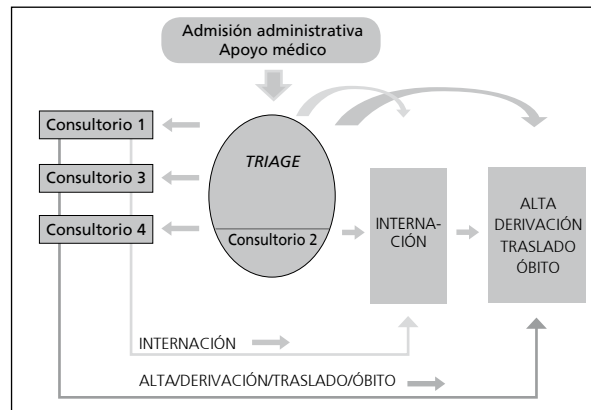 Admisión administrativa
Apoyo médico
Consultorio 1
TRIAGE
Consultorio 3
Consultorio 4
Consultorio 2
INTERNA-
CIÓN
ALTA
DERIVACIÓN
TRASLADO
ÓBITO
INTERNACIÓN
ALTA/DERIVACIÓN/TRASLADO/ÓBITO